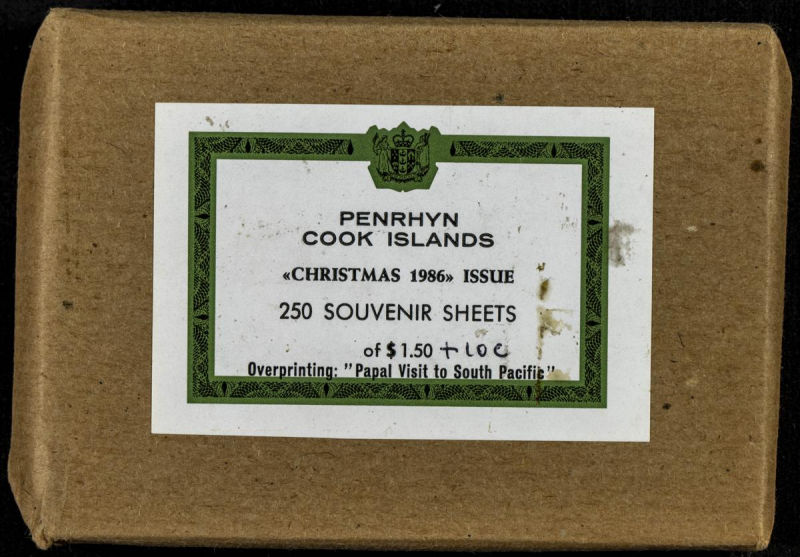 PENRHYN
COOK ISLANDS
«CHRISTMAS 1986» ISSUE
250 SOUVENIR SHEETS
of $1.50 + 10c
Overprinting: "Papal Visit to South Pacific"